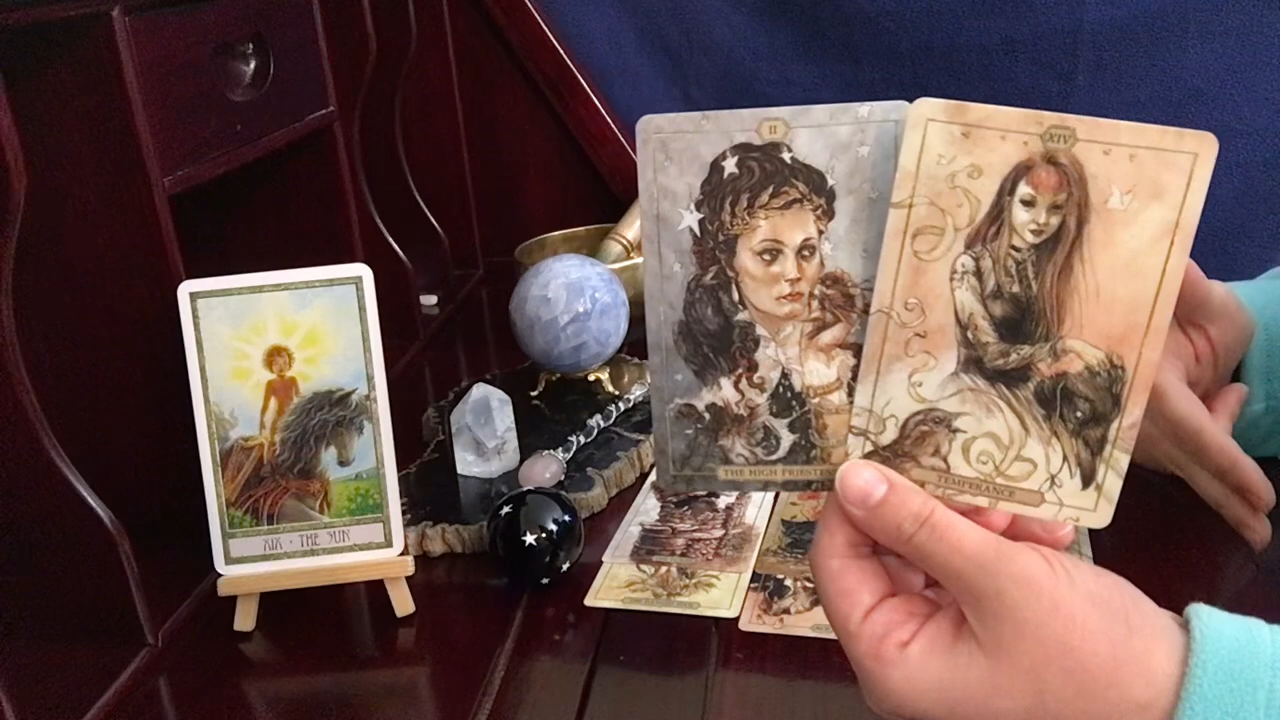 XIX • THE SUN
II
THE HIGH PRIESTESS
XIV
TEMPERANCE